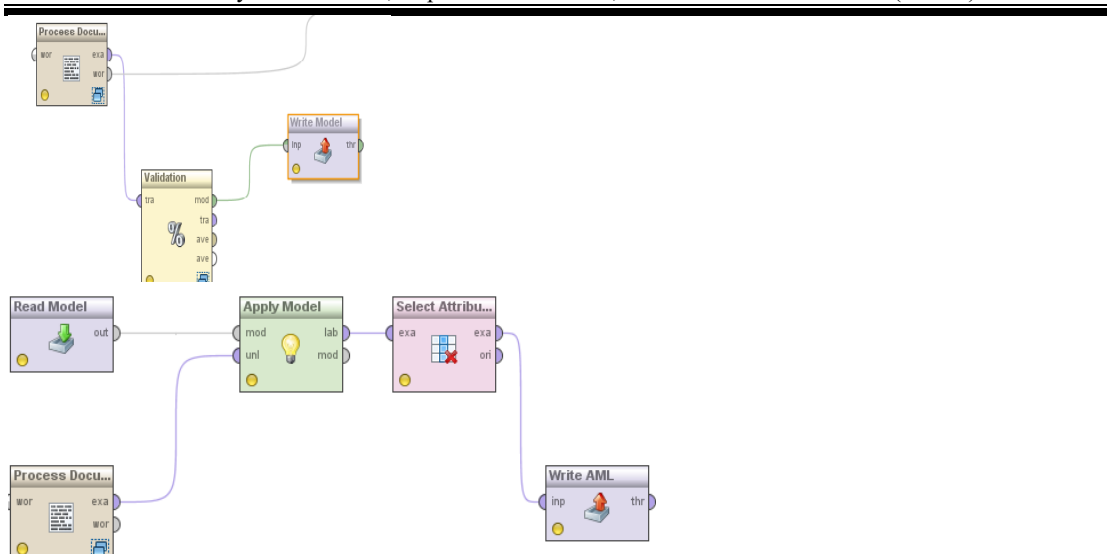 Process Docu...
wor exa
wor
Write Model
inp thr
Validation
tra mod
tra
%
ave
ave
Read Model
out
Apply Model
mod lab
unl mod
Select Attribu...
exa exa
ori
Process Docu...
wor exa
wor
Write AML
inp thr